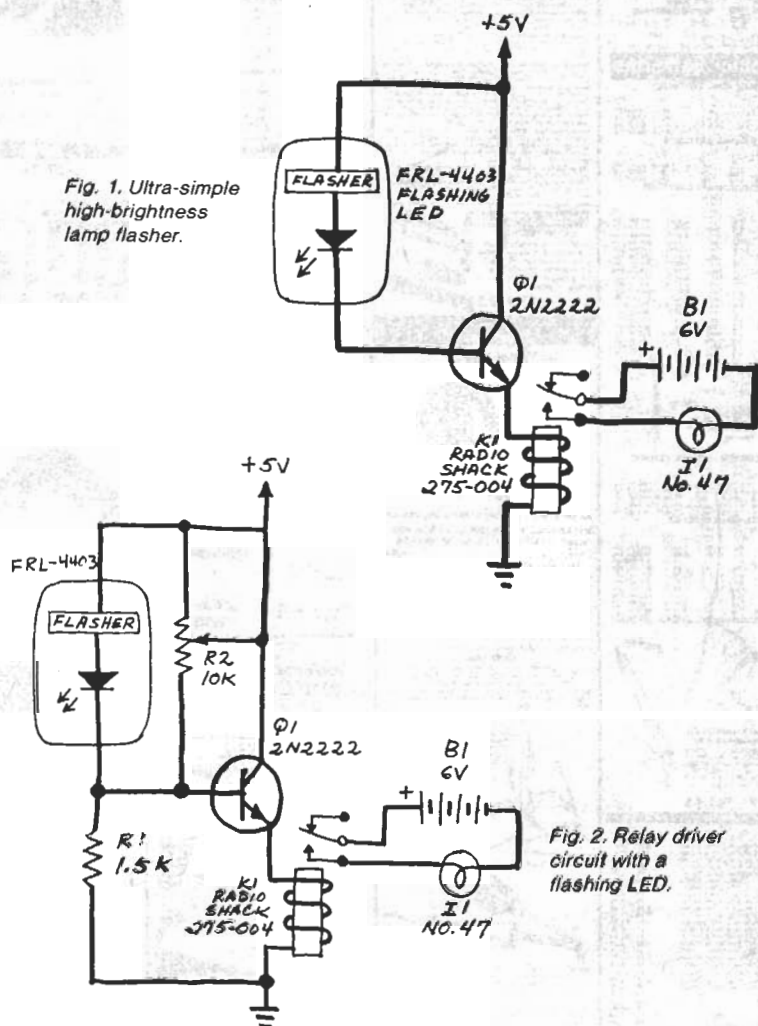 +5V
Fig. 1. Ultra-simple
high-brightness
lamp flasher.
FLASHER
FRL-4403
FLASHING
LED
Q1
2N2222
B1
6V
+
K1
RADIO
SHACK
275-004
I1
No. 47
+5V
FRL-4403
FLASHER
R2
10K
Q1
2N2222
B1
6V
+
R1
1.5K
K1
RADIO
SHACK
275-004
I1
NO. 47
Fig. 2. Relay driver
circuit with a
flashing LED.